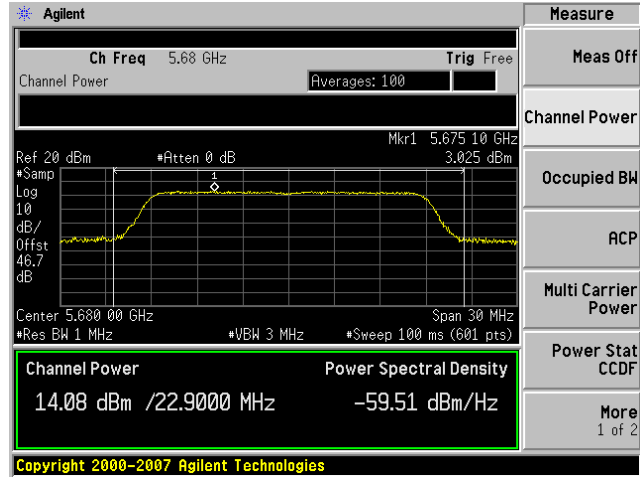 Agilent
Measure
Ch Freq 5.68 GHz Trig Free
Meas Off
Channel Power Averages: 100
Channel Power
Mkr1 5.675 10 GHz
Ref 20 dBm #Atten 0 dB 3.025 dBm
#Samp
Log
10
dB/
Offst
46.7
dB
1
Occupied BW
ACP
Multi Carrier
Power
Center 5.680 00 GHz Span 30 MHz
#Res BW 1 MHz #VBW 3 MHz #Sweep 100 ms (601 pts)
Power Stat
CCDF
Channel Power Power Spectral Density
14.08 dBm /22.9000 MHz -59.51 dBm/Hz
More
1 of 2
Copyright 2000-2007 Agilent Technologies